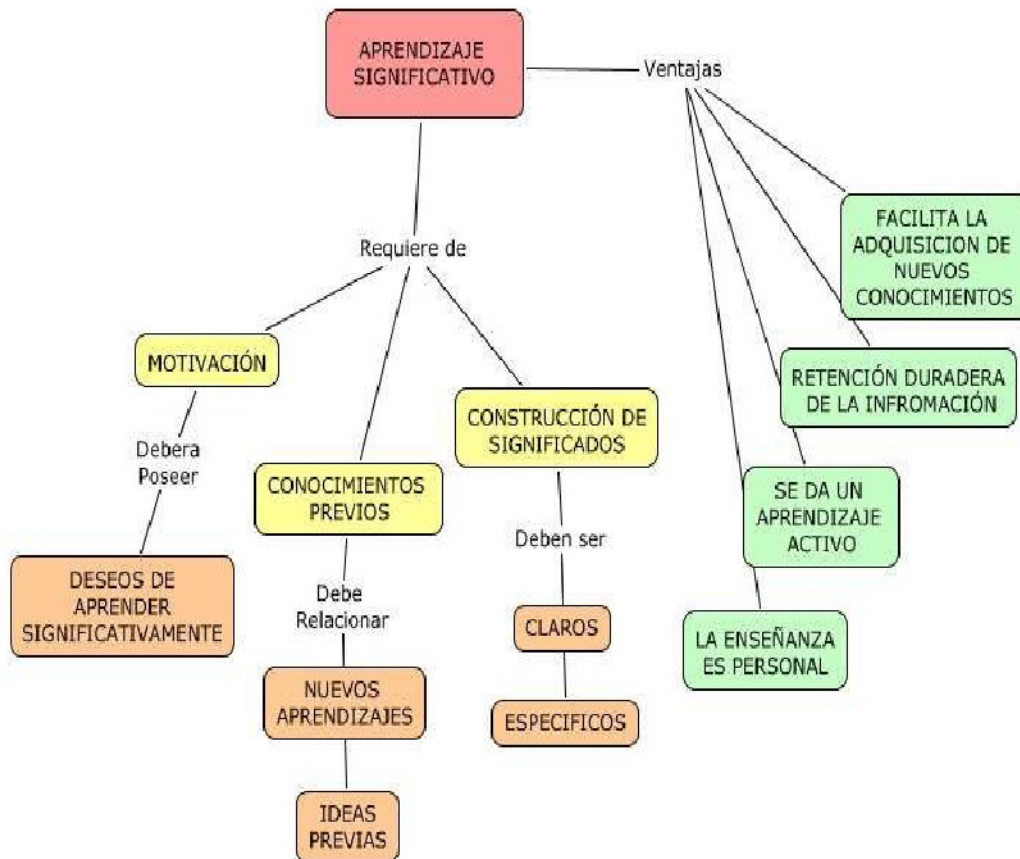 APRENDIZAJE
SIGNIFICATIVO
Ventajas
Requiere de
FACILITA LA
ADQUISICION DE
NUEVOS
CONOCIMIENTOS
MOTIVACIÓN
RETENCIÓN DURADERA
DE LA INFROMACIÓN
CONSTRUCCIÓN DE
SIGNIFICADOS
Debera
Poseer
CONOCIMIENTOS
PREVIOS
SE DA UN
APRENDIZAJE
ACTIVO
Deben ser
DESEOS DE
APRENDER
SIGNIFICATIVAMENTE
Debe
Relacionar
CLAROS
LA ENSEÑANZA
ES PERSONAL
NUEVOS
APRENDIZAJES
ESPECIFICOS
IDEAS
PREVIAS